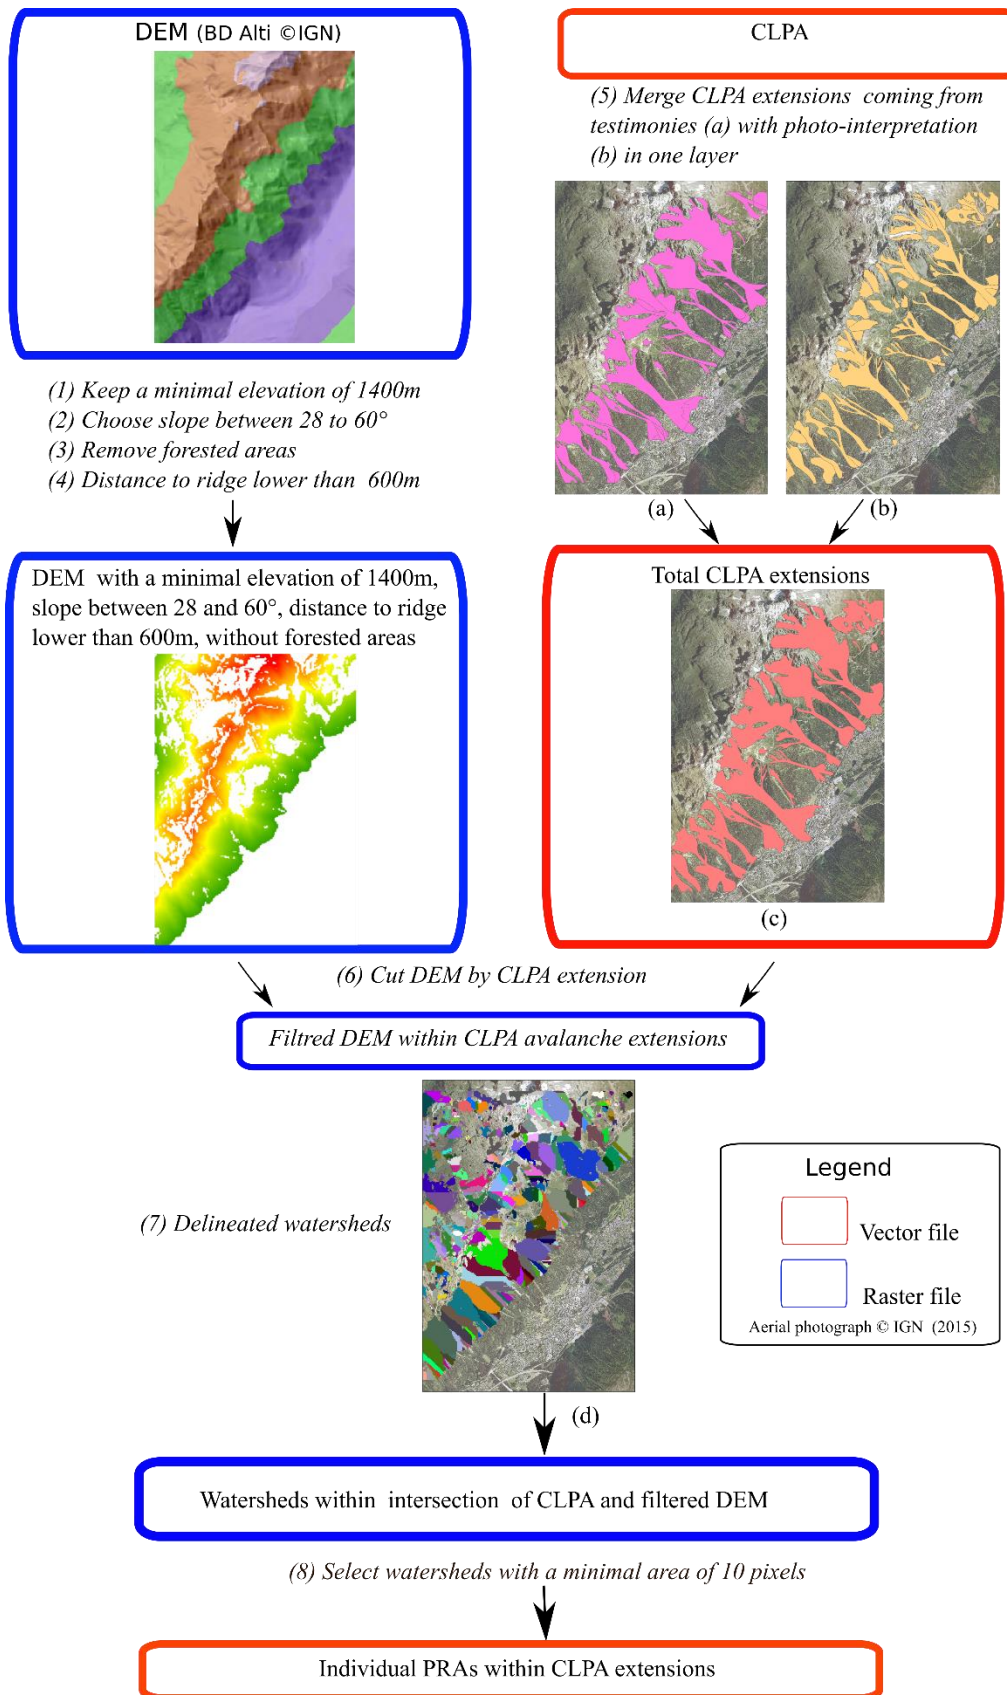 DEM (BD Alti ©IGN)
(1) Keep a minimal elevation of 1400m
(2) Choose slope between 28 to 60°
(3) Remove forested areas
(4) Distance to ridge lower than 600m
DEM with a minimal elevation of 1400m,
slope between 28 and 60°, distance to ridge
lower than 600m, without forested areas
CLPA
(5) Merge CLPA extensions coming from
testimonies (a) with photo-interpretation
(b) in one layer
(a)
(b)
Total CLPA extensions
(c)
(6) Cut DEM by CLPA extension
Filtred DEM within CLPA avalanche extensions
(7) Delineated watersheds
(d)
Legend
Vector file
Raster file
Aerial photograph © IGN (2015)
Watersheds within intersection of CLPA and filtered DEM
(8) Select watersheds with a minimal area of 10 pixels
Individual PRAs within CLPA extensions